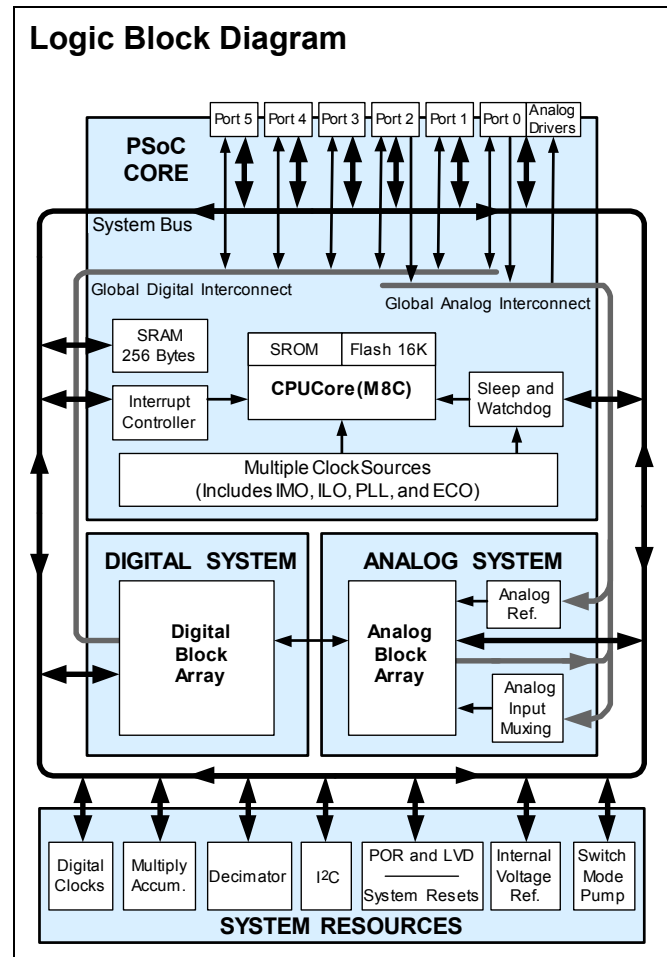 Logic Block Diagram
Port 5
Port 4
Port 3
Port 2
Port 1
Port 0
Analog
Drivers
PSoC
CORE
System Bus
Global Digital Interconnect
Global Analog Interconnect
SRAM
256 Bytes
SROM
Flash 16K
CPUCore(M8C)
Interrupt
Controller
Sleep and
Watchdog
Multiple Clock Sources
(Includes IMO, ILO, PLL, and ECO)
DIGITAL SYSTEM
Digital
Block
Array
ANALOG SYSTEM
Analog
Block
Array
Analog
Ref.
Analog
Input
Muxing
Digital
Clocks
Multiply
Accum.
Decimator
I²C
POR and LVD
System Resets
Internal
Voltage
Ref.
Switch
Mode
Pump
SYSTEM RESOURCES